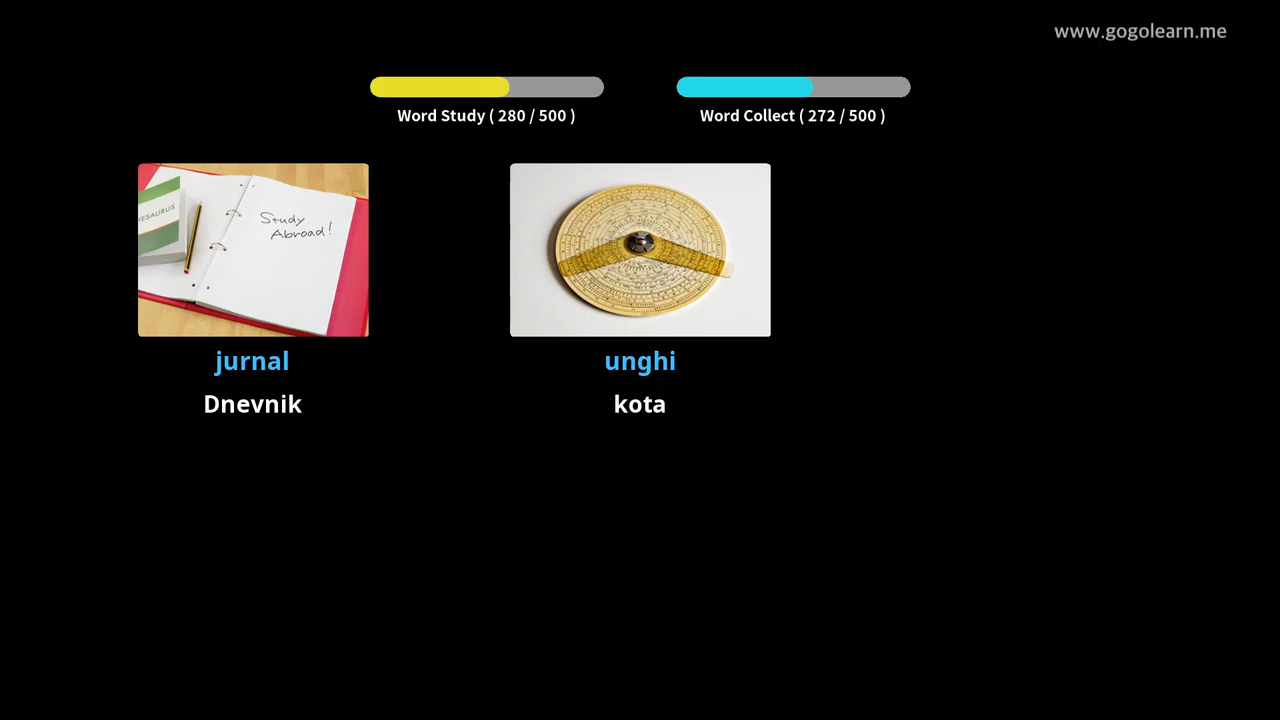 www.gogolearn.me
Word Study ( 280 / 500 )
Word Collect ( 272 / 500 )
HESAURUS
Study
Abroad!
jurnal
unghi
Dnevnik
kota